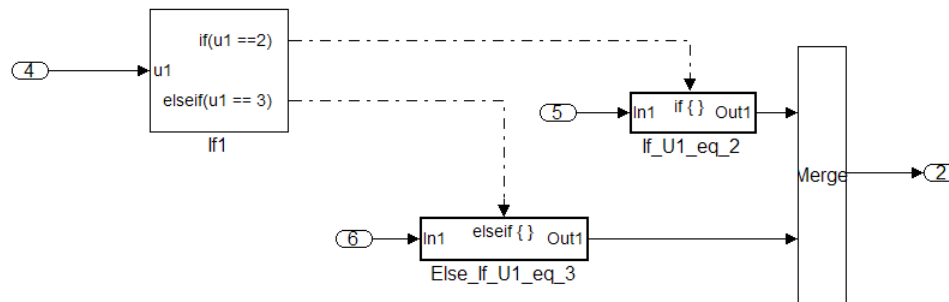 if(u1 ==2)
4
u1
elseif(u1 == 3)
If1
5
In1
if { }
Out1
If_U1_eq_2
Merge
2
6
In1
elseif { }
Out1
Else_If_U1_eq_3